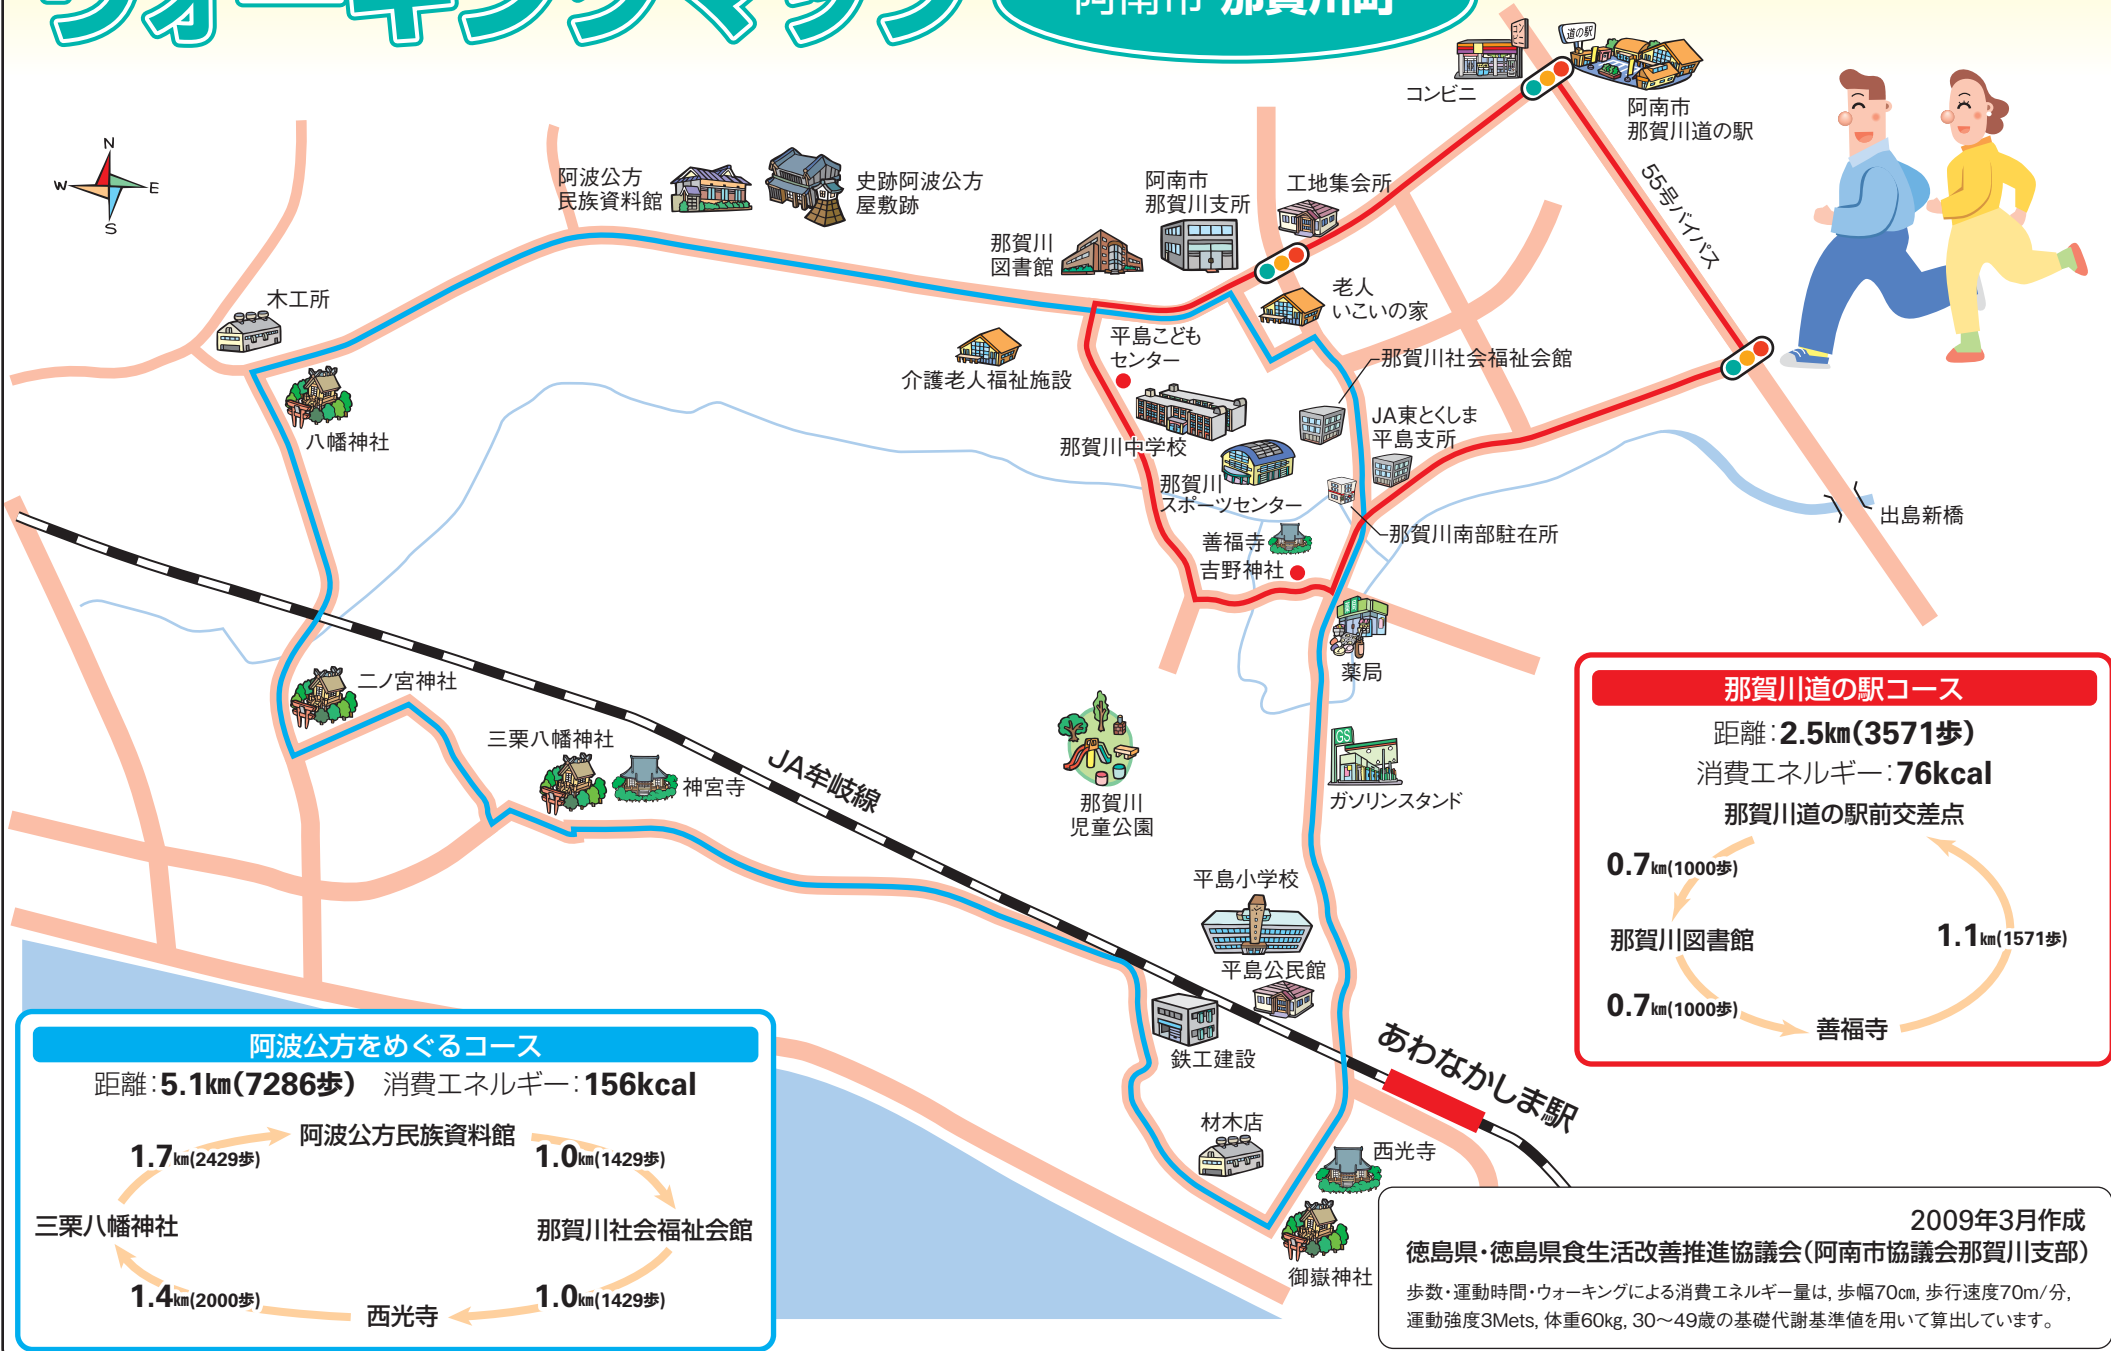 ウォーキングマップ
阿南市 那賀川町
コンビニ
コンビニ
道の駅
阿南市
那賀川道の駅
N
W
E
S
阿波公方
民族資料館
史跡阿波公方
屋敷跡
阿南市
那賀川支所
工地集会所
55号バイパス
那賀川
図書館
木工所
老人
いこいの家
平島こども
センター
介護老人福祉施設
那賀川社会福祉会館
八幡神社
那賀川中学校
JA東とくしま
平島支所
那賀川
スポーツセンター
出島新橋
善福寺
那賀川南部駐在所
吉野神社
薬局
二ノ宮神社
三栗八幡神社
神宮寺
JA牟岐線
GS
ガソリンスタンド
那賀川
児童公園
平島小学校
平島公民館
鉄工建設
あわなかしま駅
材木店
西光寺
御嶽神社
那賀川道の駅コース
距離:2.5㎞(3571歩)
消費エネルギー:76kcal
那賀川道の駅前交差点
0.7㎞(1000歩)
那賀川図書館
1.1㎞(1571歩)
0.7㎞(1000歩)
善福寺
阿波公方をめぐるコース
距離:5.1㎞(7286歩) 消費エネルギー:156kcal
阿波公方民族資料館
1.7㎞(2429歩)
1.0㎞(1429歩)
三栗八幡神社
那賀川社会福祉会館
1.4㎞(2000歩)
1.0㎞(1429歩)
西光寺
2009年3月作成
徳島県・徳島県食生活改善推進協議会(阿南市協議会那賀川支部)
歩数・運動時間・ウォーキングによる消費エネルギー量は, 歩幅70㎝, 歩行速度70m/分,
運動強度3Mets, 体重60kg, 30〜49歳の基礎代謝基準値を用いて算出しています。